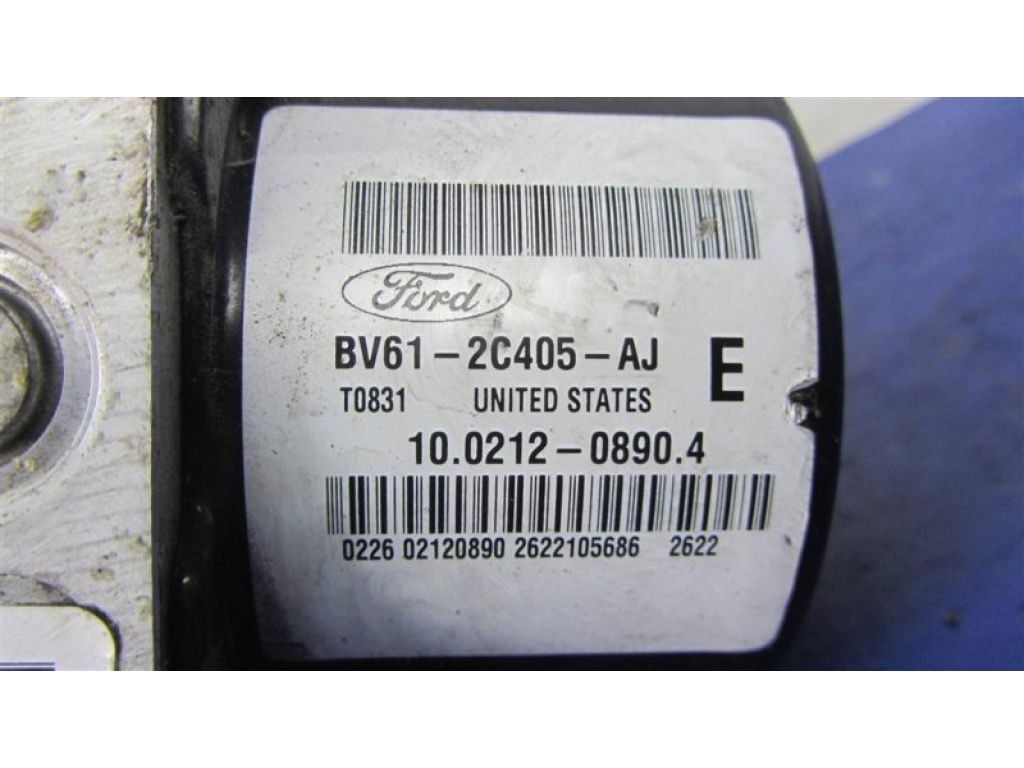 Ford
BV61-2C405-AJ E
T0831 UNITED STATES
10.0212-0890.4
0226 02120890 2622105686 2622